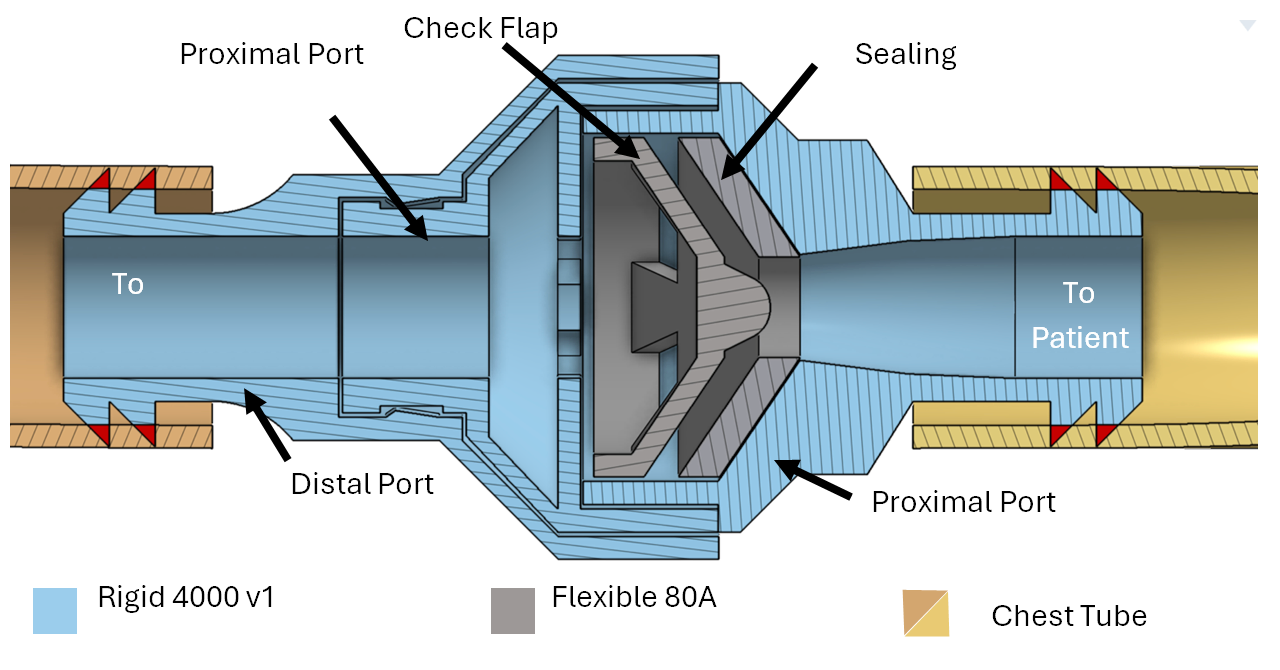 Check Flap
Proximal Port
Sealing
To
To
Patient
Distal Port
Proximal Port
Rigid 4000 v1
Flexible 80A
Chest Tube